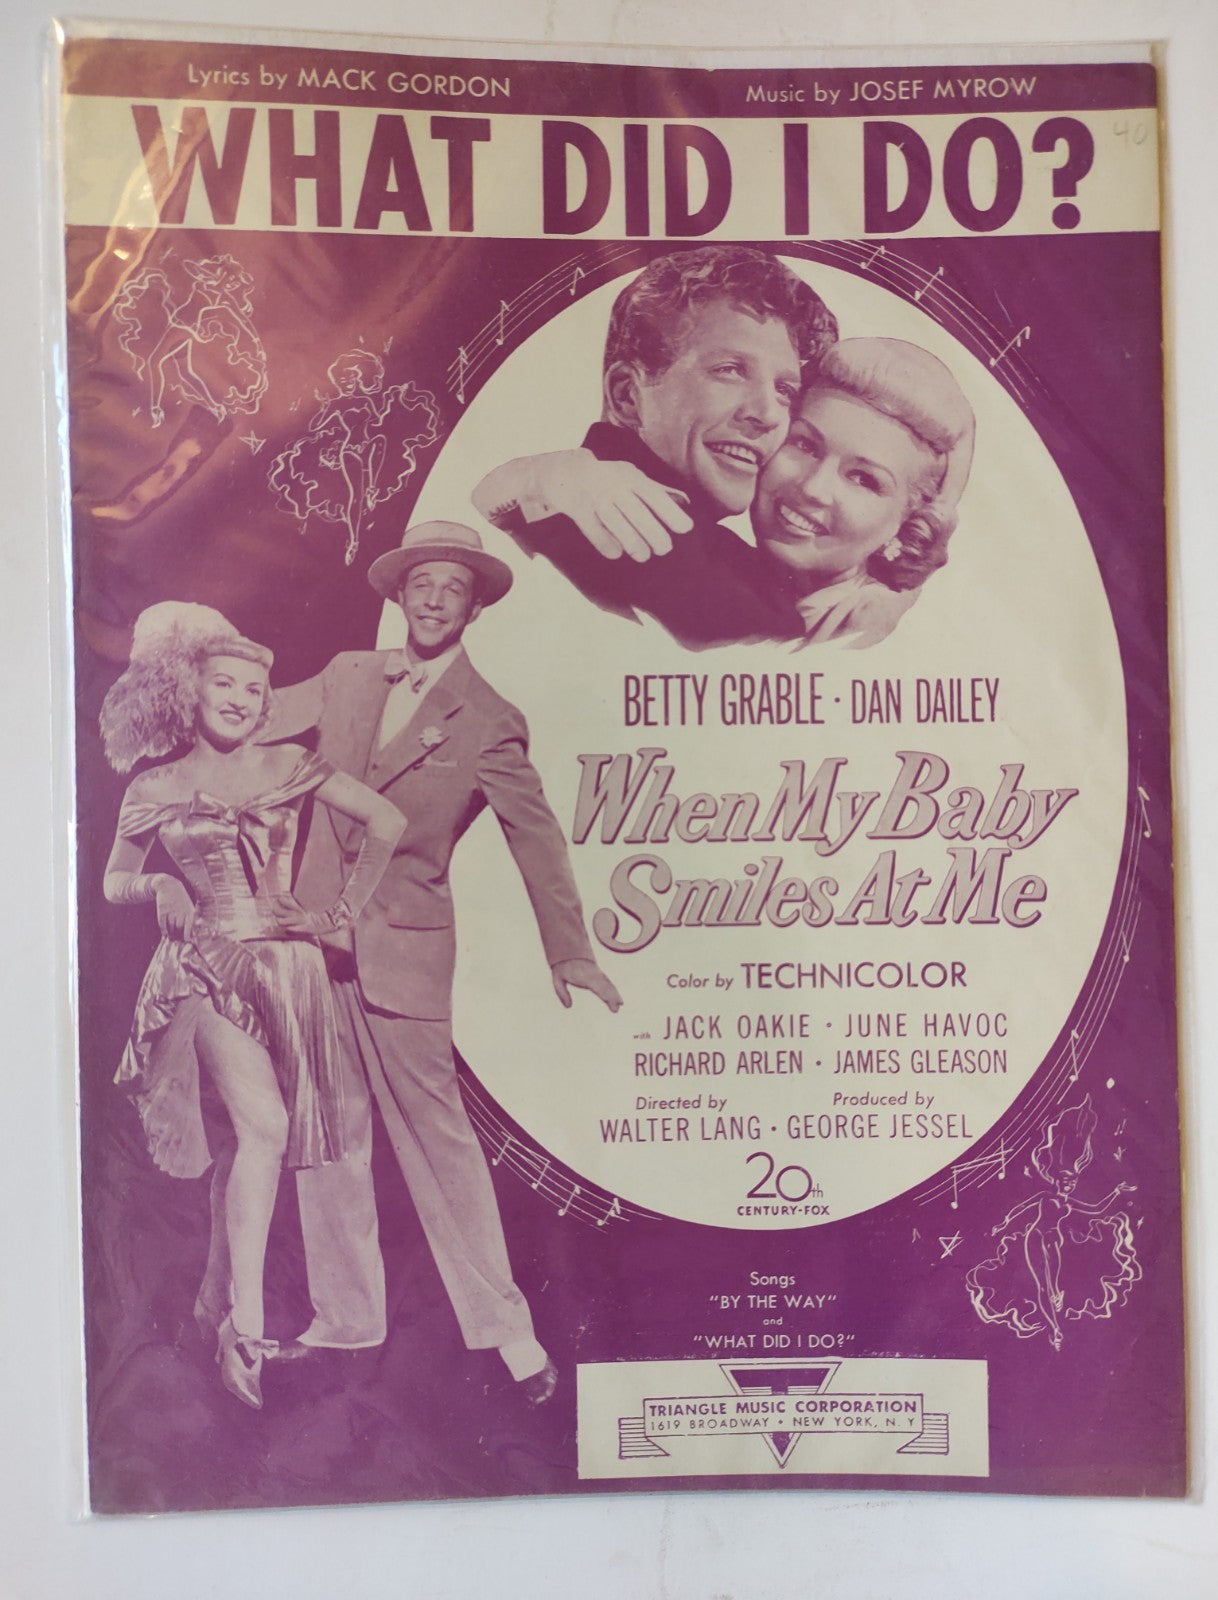 Lyrics by MACK GORDON
Music by JOSEF MYROW
WHAT DID I DO?
40
BETTY GRABLE · DAN DAILEY
When My Baby
Smiles At Me
Color by TECHNICOLOR
with JACK OAKIE · JUNE HAVOC
RICHARD ARLEN · JAMES GLEASON
Directed by
Produced by
WALTER LANG · GEORGE JESSEL
20th
CENTURY-FOX
Songs
"BY THE WAY"
and
"WHAT DID I DO?"
TRIANGLE MUSIC CORPORATION
1619 BROADWAY · NEW YORK, N. Y